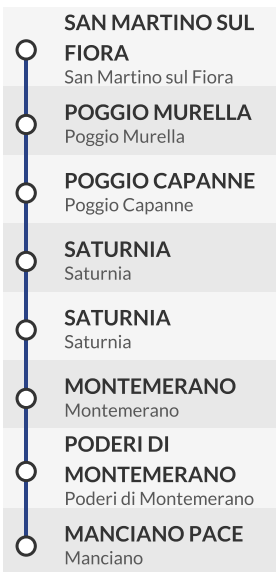 SAN MARTINO SUL
FIORA
San Martino sul Fiora
POGGIO MURELLA
Poggio Murella
POGGIO CAPANNE
Poggio Capanne
SATURNIA
Saturnia
SATURNIA
Saturnia
MONTEMERANO
Montemerano
PODERI DI
MONTEMERANO
Poderi di Montemerano
MANCIANO PACE
Manciano